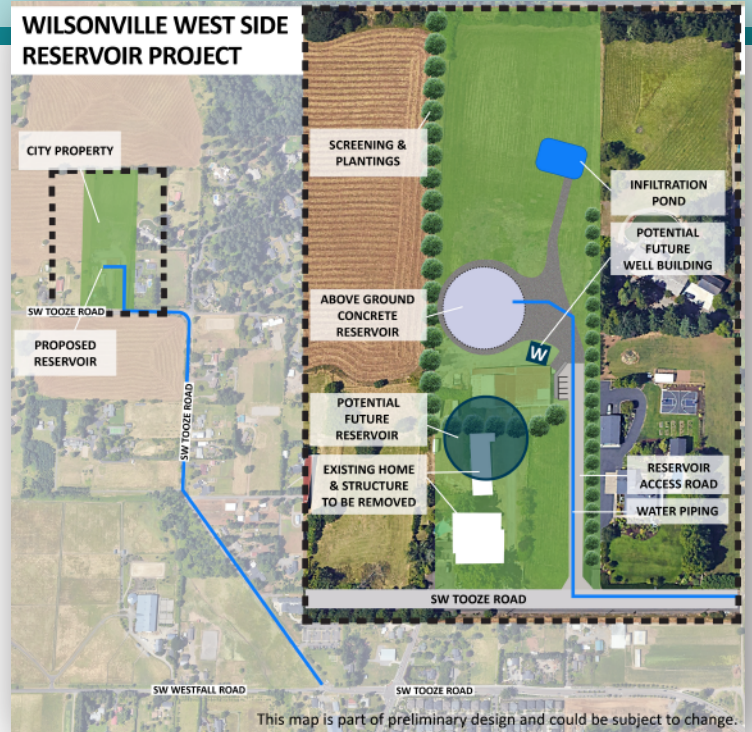 WILSONVILLE WEST SIDE
RESERVOIR PROJECT
CITY PROPERTY
SW TOOZE ROAD
PROPOSED
RESERVOIR
SW TOOZE ROAD
SW WESTFALL ROAD
SW TOOZE ROAD
SCREENING &
PLANTINGS
INFILTRATION
POND
POTENTIAL
FUTURE
WELL BUILDING
ABOVE GROUND
CONCRETE
RESERVOIR
W
POTENTIAL
FUTURE
RESERVOIR
EXISTING HOME
& STRUCTURE
TO BE REMOVED
RESERVOIR
ACCESS ROAD
WATER PIPING
SW TOOZE ROAD
This map is part of preliminary design and could be subject to change.